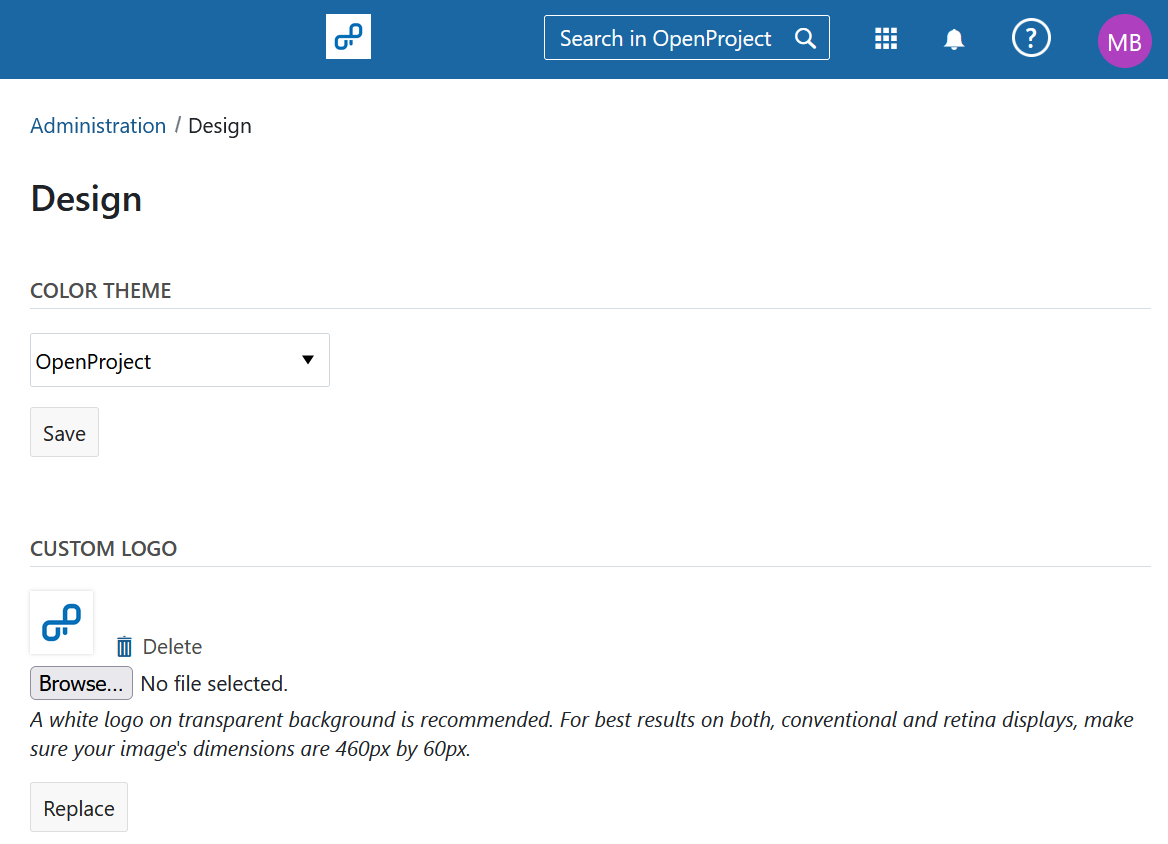 Search in OpenProject
?
MB
Administration / Design
Design
COLOR THEME
OpenProject
Save
CUSTOM LOGO
Delete
Browse... No file selected.
A white logo on transparent background is recommended. For best results on both, conventional and retina displays, make
sure your image's dimensions are 460px by 60px.
Replace